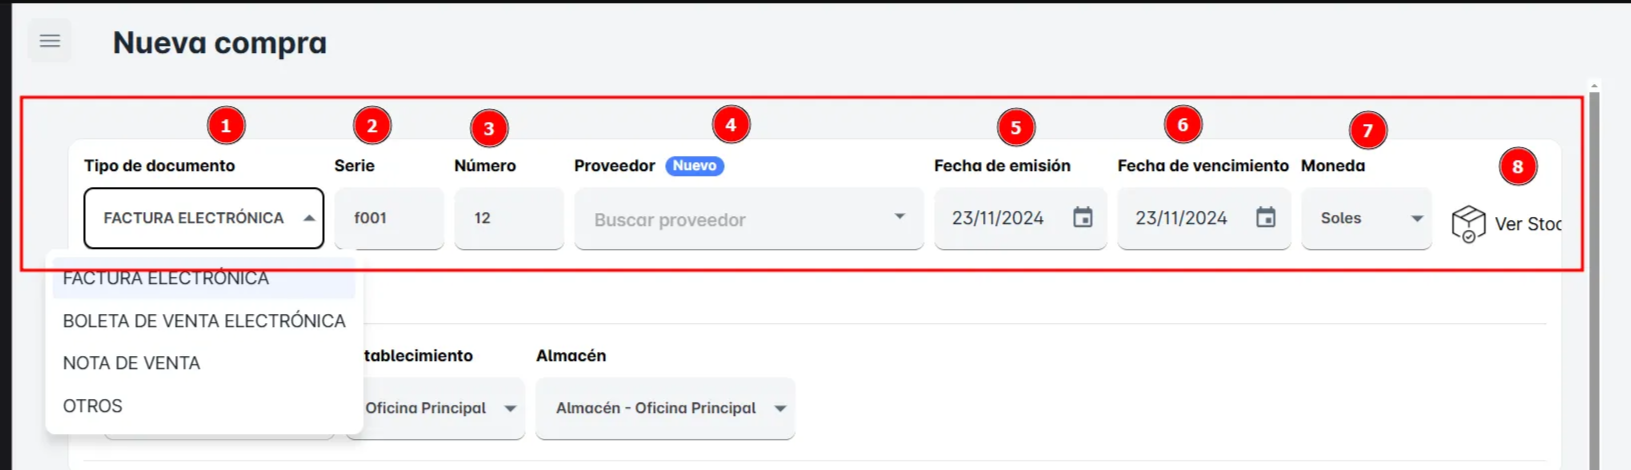 Nueva compra
1 2 3 4 5 6 7 8
Tipo de documento Serie Número Proveedor Nuevo Fecha de emisión Fecha de vencimiento Moneda
FACTURA ELECTRÓNICA f001 12 Buscar proveedor 23/11/2024 23/11/2024 Soles Ver Stoc
FACTURA ELECTRÓNICA
BOLETA DE VENTA ELECTRÓNICA
tablecimiento Almacén
NOTA DE VENTA
OTROS Oficina Principal Almacén - Oficina Principal